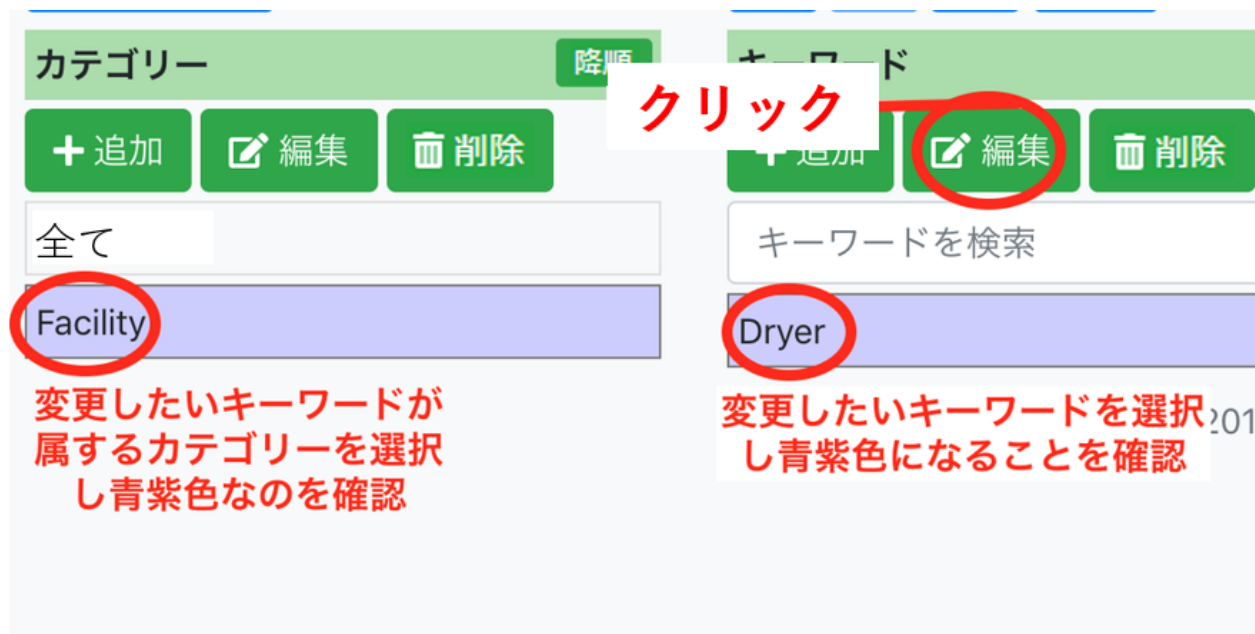 カテゴリー
降順
キーワード
クリック
追加
編集
削除
追加
編集
削除
全て
キーワードを検索
Facility
Dryer
変更したいキーワードが
属するカテゴリーを選択
し青紫色なのを確認
変更したいキーワードを選択
し青紫色になることを確認
201